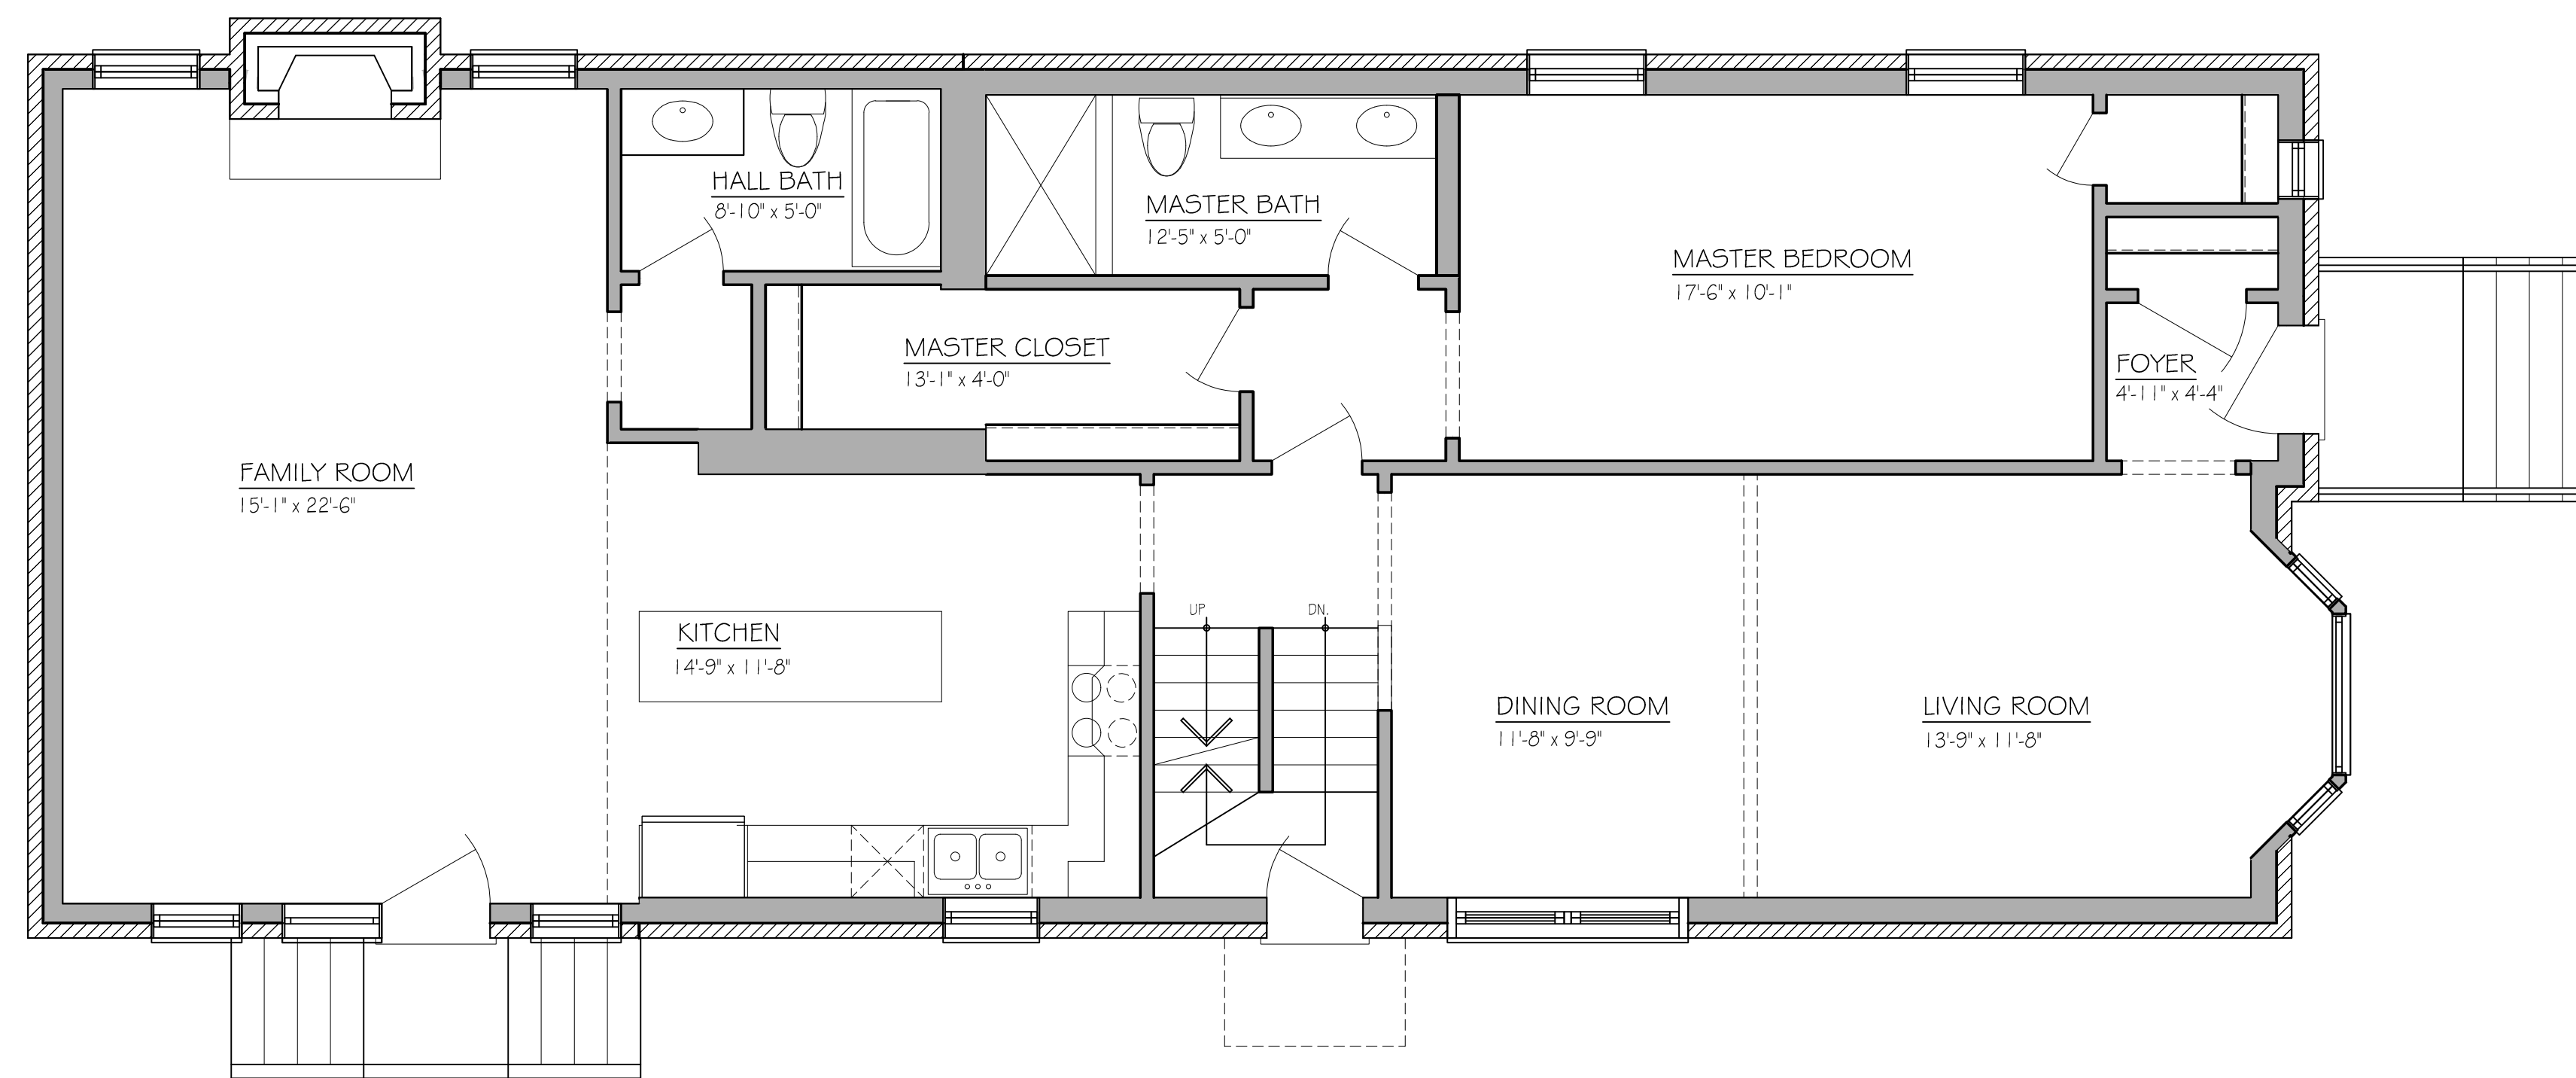 HALL BATH
8'-10" x 5'-0"
MASTER BATH
12'-5" x 5'-0"
MASTER BEDROOM
17'-6" x 10'-1"
MASTER CLOSET
13'-1" x 4'-0"
FOYER
4'-11" x 4'-4"
FAMILY ROOM
15'-1" x 22'-6"
KITCHEN
14'-9" x 11'-8"
UP
DN.
DINING ROOM
11'-8" x 9'-9"
LIVING ROOM
13'-9" x 11'-8"